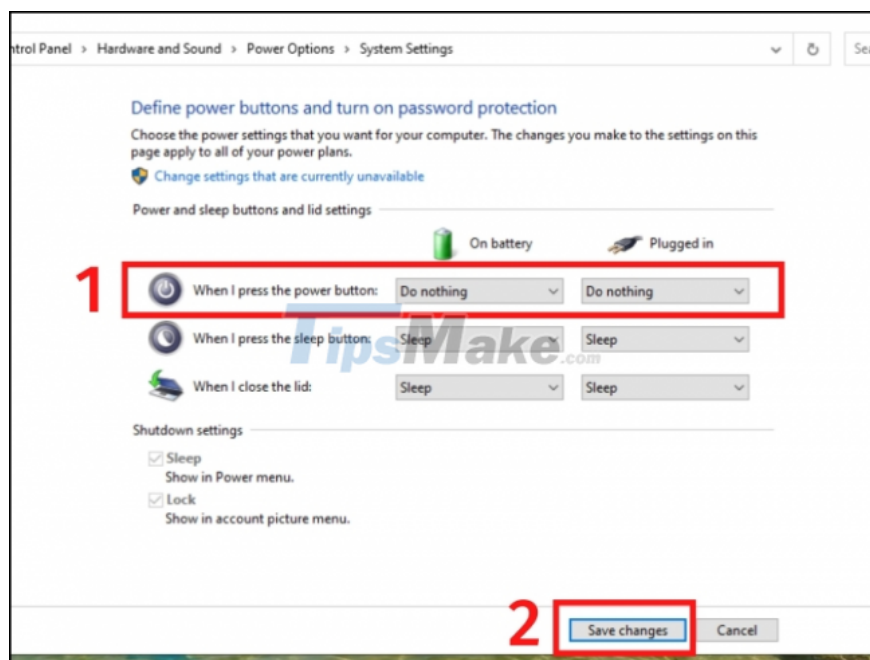 ntrol Panel > Hardware and Sound > Power Options > System Settings
Define power buttons and turn on password protection
Choose the power settings that you want for your computer. The changes you make to the settings on this
page apply to all of your power plans.
Change settings that are currently unavailable
Power and sleep buttons and lid settings
On battery Plugged in
1 When I press the power button: Do nothing Do nothing
When I press the sleep button: Sleep Sleep
TipsMake.com
When I close the lid: Sleep Sleep
Shutdown settings
Sleep
Show in Power menu.
Lock
Show in account picture menu.
2 Save changes Cancel